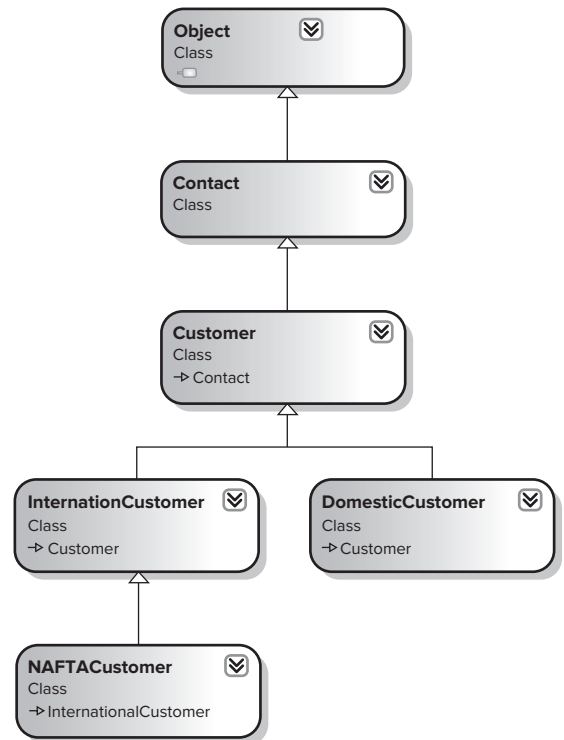 Object
Class
Contact
Class
Customer
Class
Contact
InternationCustomer
Class
Customer
DomesticCustomer
Class
Customer
NAFTACustomer
Class
InternationalCustomer